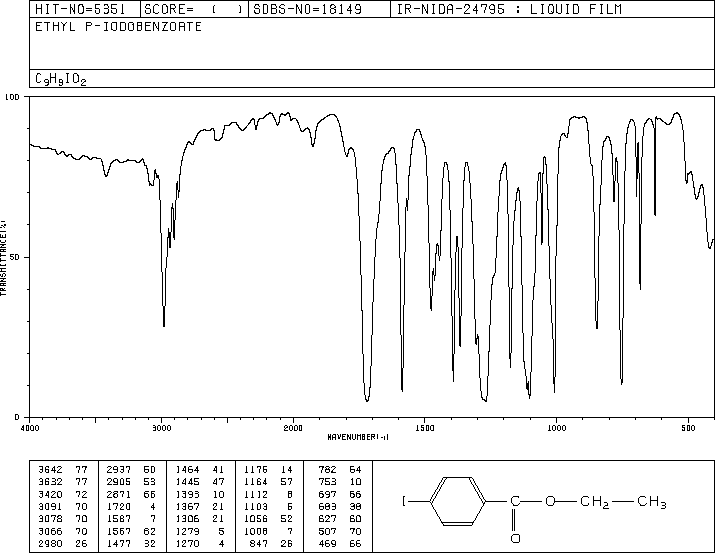 HIT-NO=5351 SCORE= ( ) SDBS-NO=18149 IR-NIDA-24795 : LIQUID FILM
ETHYL P-IODOBENZOATE
C9H9IO2
100
50
0
TRANSMITTANCE(%)
4000 3000 2000 1500 1000 500
WAVENUMBER(-1)
3642 77 2937 50 1464 41 1176 14 782 64
3632 77 2905 53 1445 47 1164 57 753 10
3420 72 2871 66 1393 10 1112 8 697 66
3091 70 1720 4 1367 21 1103 5 683 38
3078 70 1587 7 1306 21 1056 52 627 60
3066 70 1567 62 1279 5 1008 7 507 70
2980 26 1477 32 1270 4 847 26 469 66
I C O CH2 CH3
O